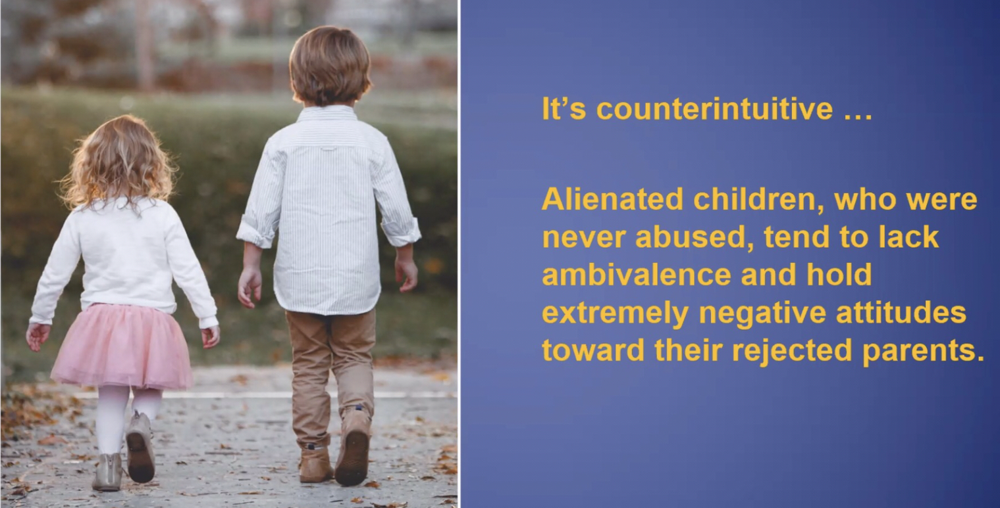 It’s counterintuitive …
Alienated children, who were
never abused, tend to lack
ambivalence and hold
extremely negative attitudes
toward their rejected parents.